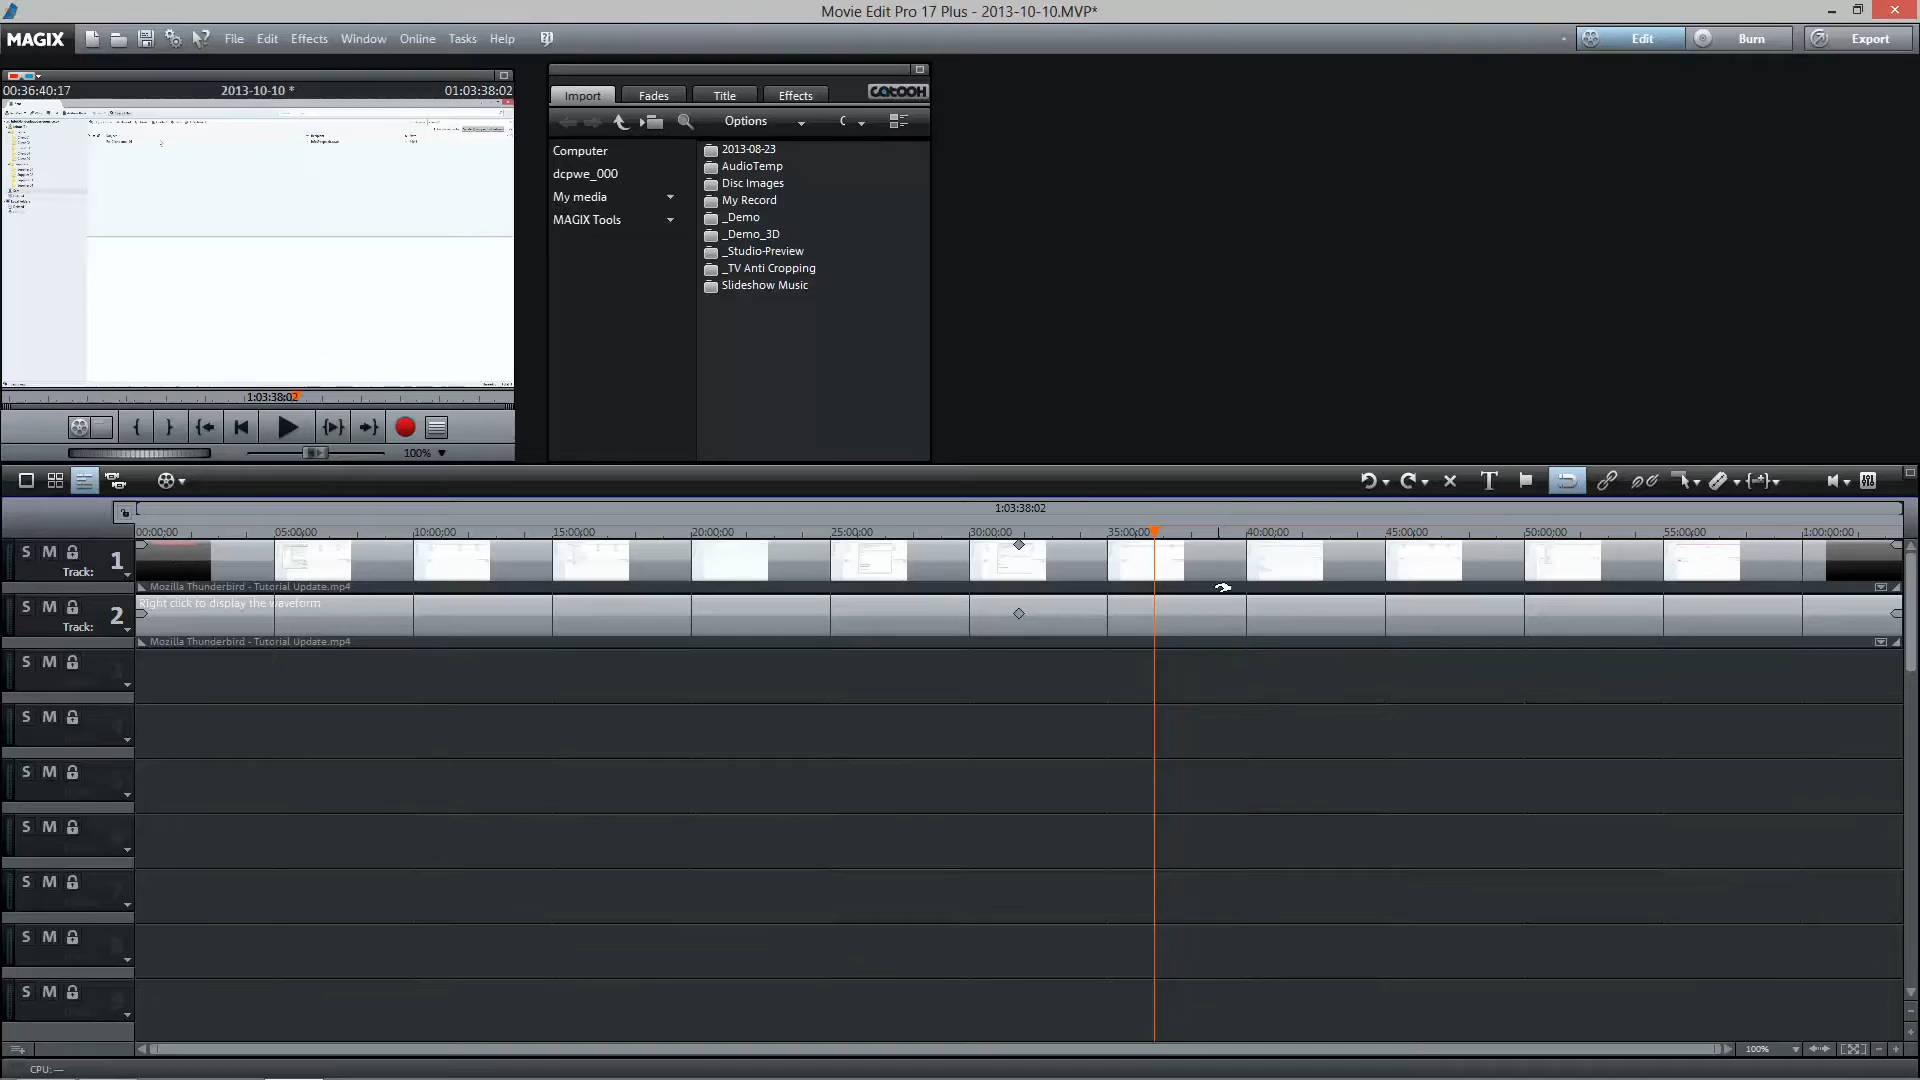 Movie Edit Pro 17 Plus - 2013-10-10.MVP*
MAGIX
File Edit Effects Window Online Tasks Help
Edit Burn Export
00:36:40:17 2013-10-10 * 01:03:38:02
Import Fades Title Effects catooh
Options C
Computer
dcpwe_000
My media
MAGIX Tools
2013-08-23
AudioTemp
Disc Images
My Record
_Demo
_Demo_3D
_Studio-Preview
_TV Anti Cropping
Slideshow Music
1:03:38:02
100%
1:03:38:02
00:00:00 05:00:00 10:00:00 15:00:00 20:00:00 25:00:00 30:00:00 35:00:00 40:00:00 45:00:00 50:00:00 55:00:00 1:00:00:00
S M 1
Track:
Mozilla Thunderbird - Tutorial Update.mp4
S M 2
Right click to display the waveform
Track:
Mozilla Thunderbird - Tutorial Update.mp4
S M
S M
S M
S M
S M
S M
S M
100%
CPU: —